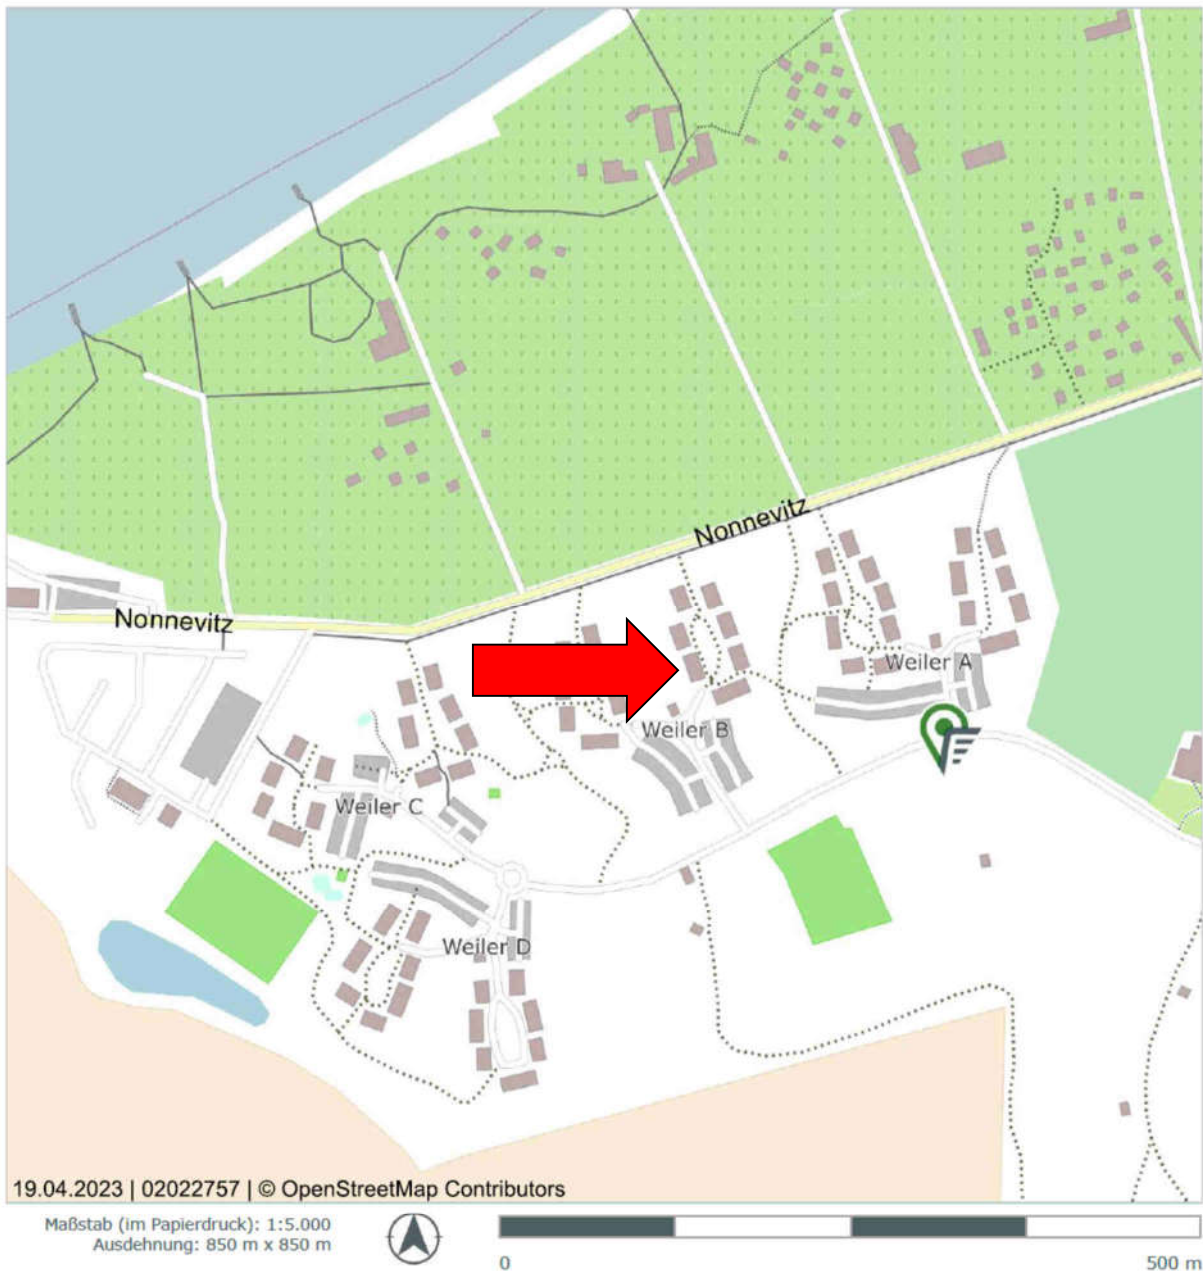 Nonnevitz
Nonnevitz
Weiler A
Weiler B
Weiler C
Weiler D
19.04.2023 | 02022757 | © OpenStreetMap Contributors
Maßstab (im Papierdruck): 1:5.000
Ausdehnung: 850 m x 850 m
0
500 m